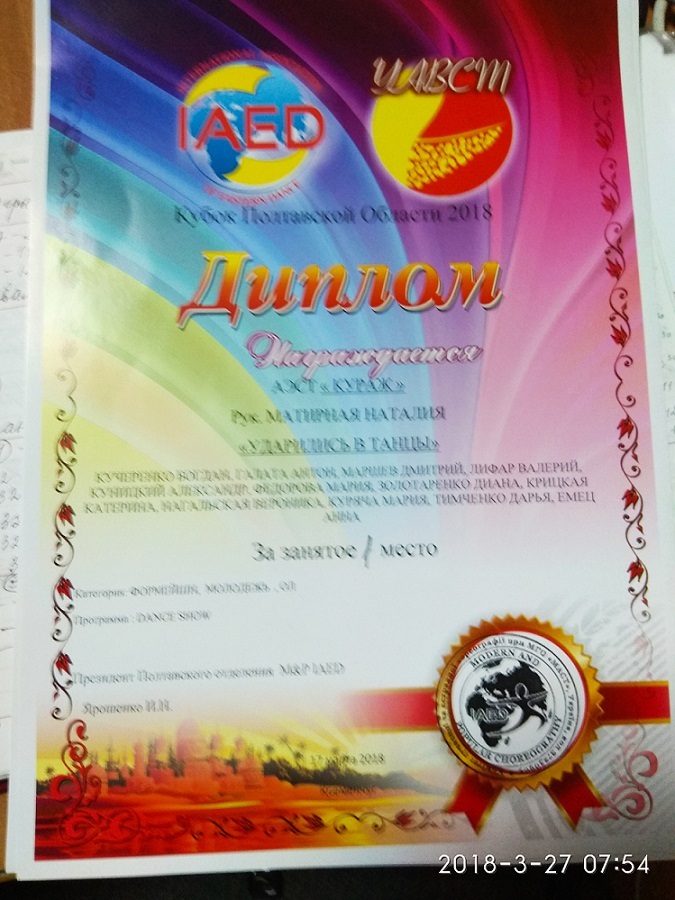 IAED
УАВСТ
Кубок Полтавской Области 2018
Диплом
Награждается
АЭСТ «КУРАЖ»
Рук. МАТИРНАЯ НАТАЛИЯ
«УДАРИЛИСЬ В ТАНЦЫ»
КУЧЕРЕНКО БОГДАН, ГАЛАТА АНТОН, МАРШЕВ ДМИТРИЙ, ЛИФАР ВАЛЕРИЙ,
КУНИЦКИЙ АЛЕКСАНДР, ФЕДОРОВА МАРИЯ, ЗОЛОТАРЕНКО ДИАНА, КРИЦКАЯ
КАТЕРИНА, НАГАЛЬСКАЯ ВЕРОНИКА, КУРЯЧА МАРИЯ, ТИМЧЕНКО ДАРЬЯ, ЕМЕЦ
АННА
За занятое 1 место
Категория: ФОРМЕЙШН, МОЛОДЕЖЬ,
Программа: DANCE SHOW
Президент Полтавского отделения M&P IAED
Ярошенко И.Н.
17 марта 2018
MODERN AND
IAED
POPULAR CHOREOGRAPHY
2018-3-27 07:54